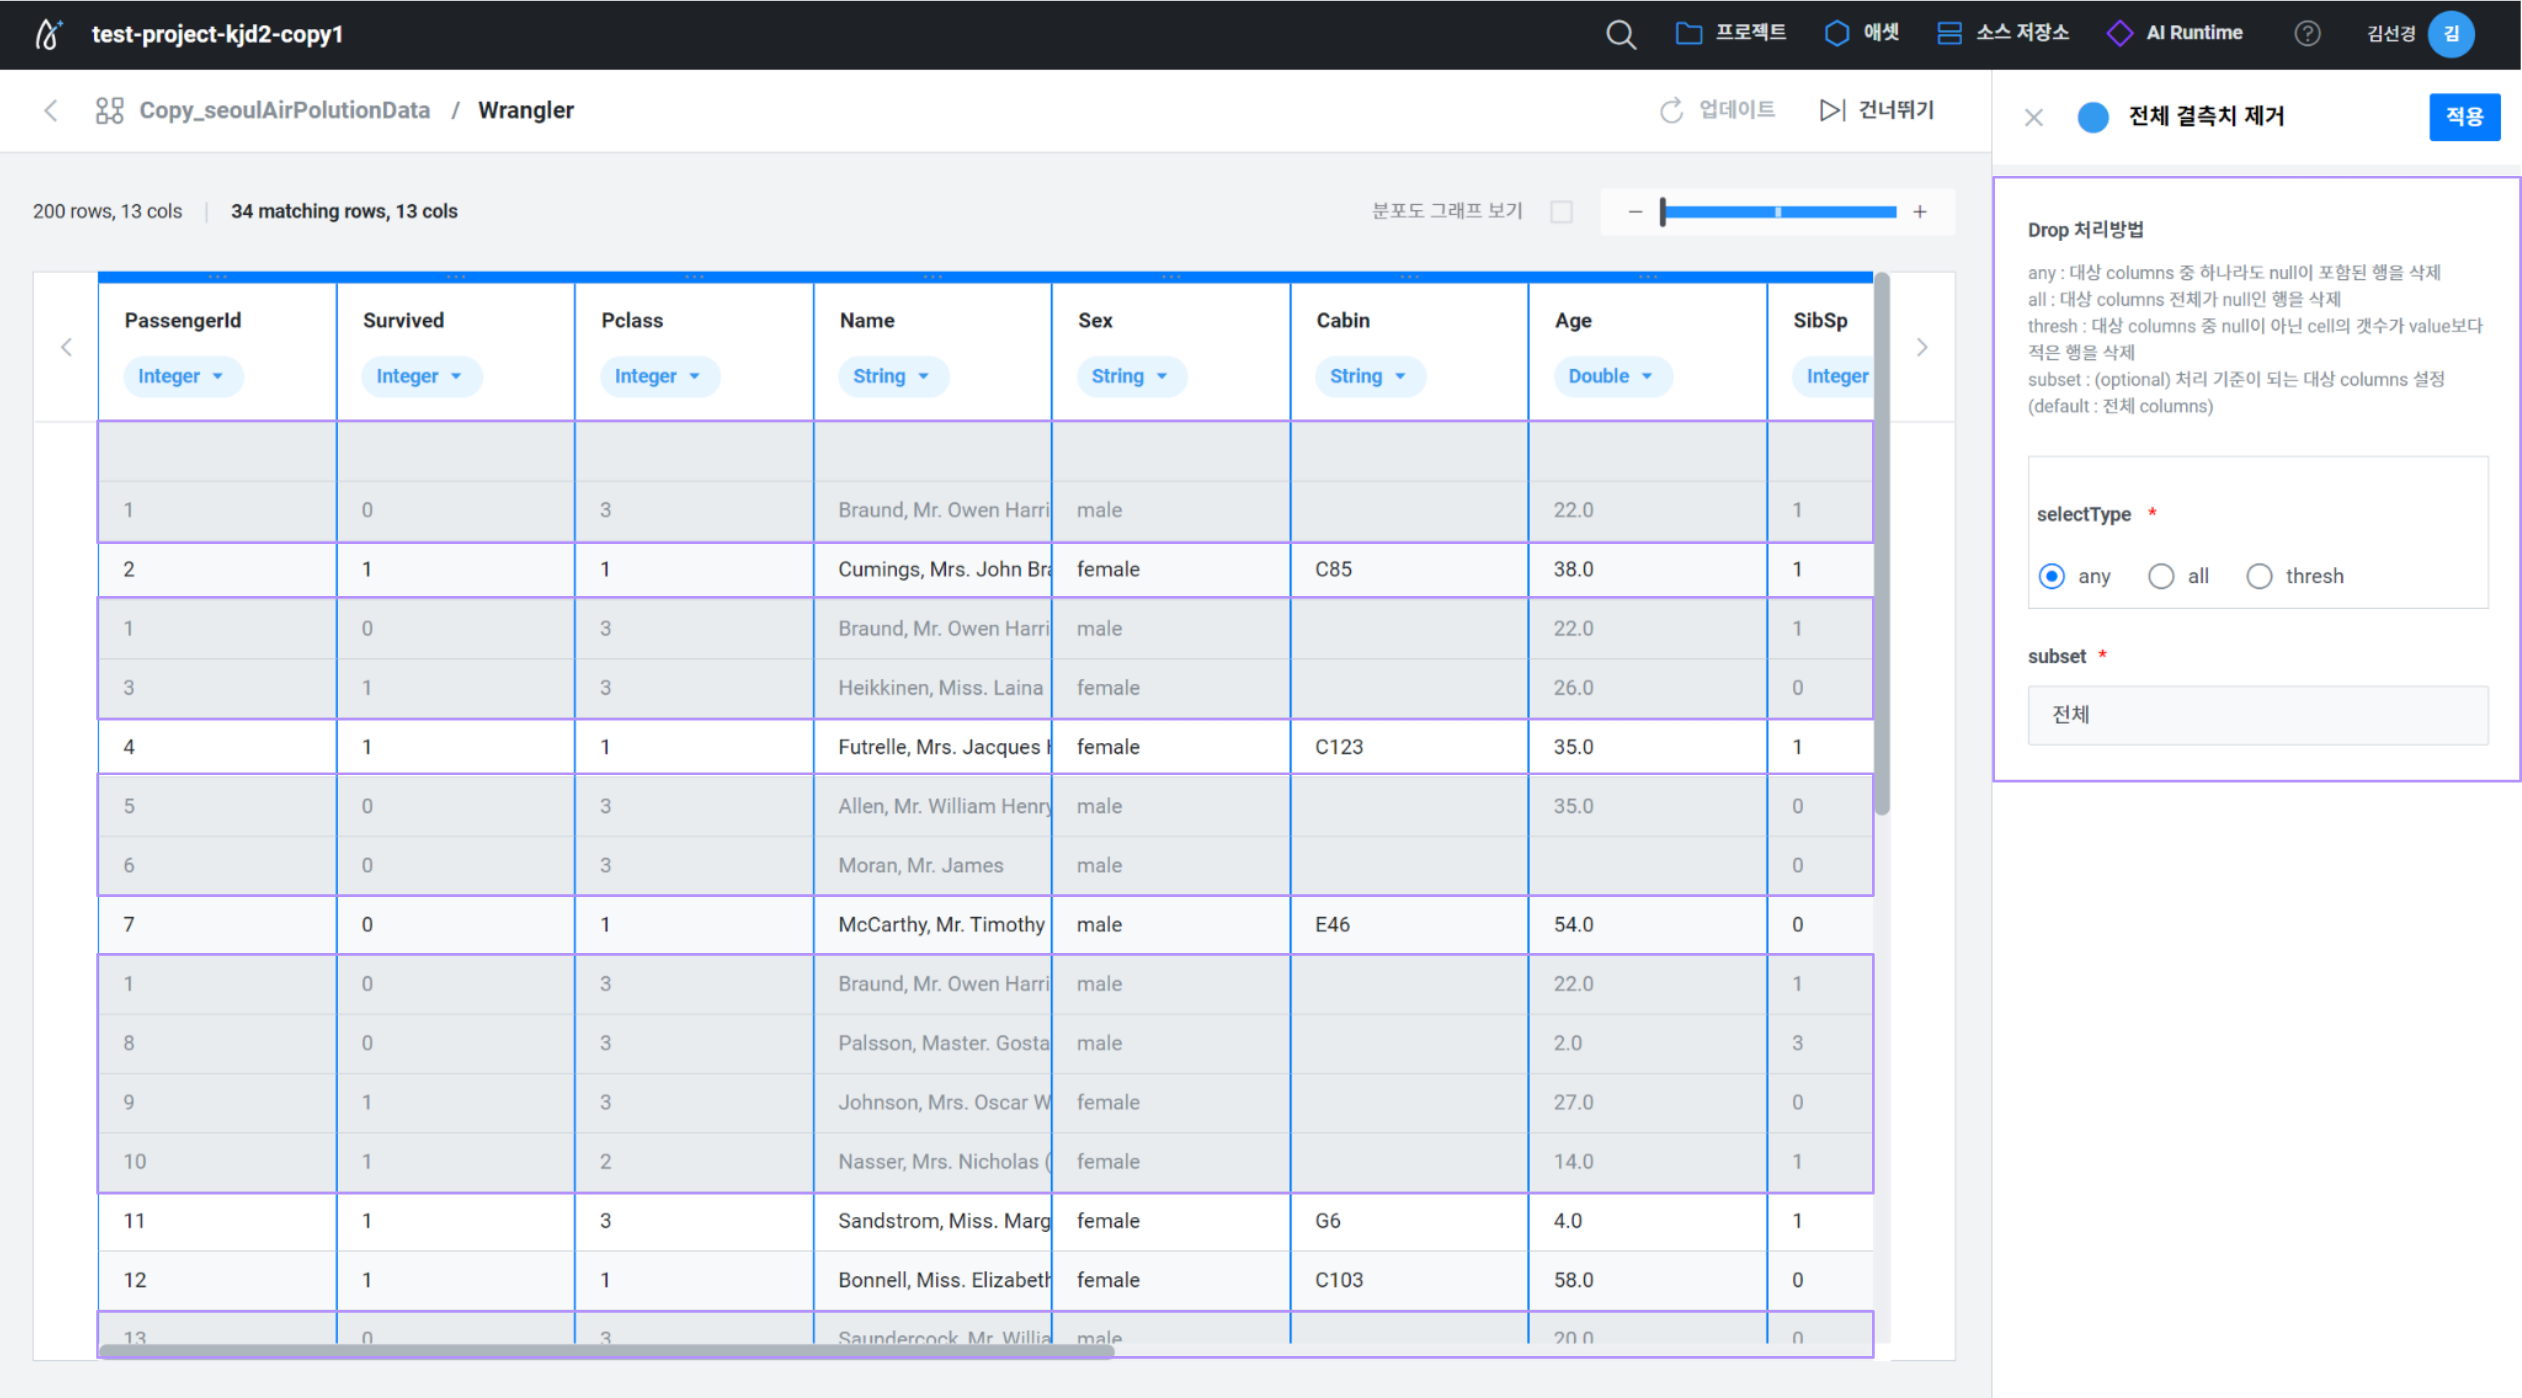 test-project-kjd2-copy1
프로젝트
애셋
소스 저장소
AI Runtime
?
김선경
김
Copy_seoulAirPolutionData / Wrangler
업데이트
건너뛰기
전체 결측치 제거
적용
200 rows, 13 cols | 34 matching rows, 13 cols
분포도 그래프 보기
− +
PassengerId Survived Pclass Name Sex Cabin Age SibSp
Integer Integer Integer String String String Double Integer
1 0 3 Braund, Mr. Owen Harri male 22.0 1
2 1 1 Cumings, Mrs. John Bra female C85 38.0 1
1 0 3 Braund, Mr. Owen Harri male 22.0 1
3 1 3 Heikkinen, Miss. Laina female 26.0 0
4 1 1 Futrelle, Mrs. Jacques H female C123 35.0 1
5 0 3 Allen, Mr. William Henry male 35.0 0
6 0 3 Moran, Mr. James male 0
7 0 1 McCarthy, Mr. Timothy male E46 54.0 0
1 0 3 Braund, Mr. Owen Harri male 22.0 1
8 0 3 Palsson, Master. Gosta male 2.0 3
9 1 3 Johnson, Mrs. Oscar W female 27.0 0
10 1 2 Nasser, Mrs. Nicholas ( female 14.0 1
11 1 3 Sandstrom, Miss. Marg female G6 4.0 1
12 1 1 Bonnell, Miss. Elizabeth female C103 58.0 0
13 0 3 Saundercock, Mr. Willia male 20.0 0
Drop 처리방법
any : 대상 columns 중 하나라도 null이 포함된 행을 삭제
all : 대상 columns 전체가 null인 행을 삭제
thresh : 대상 columns 중 null이 아닌 cell의 갯수가 value보다
적은 행을 삭제
subset : (optional) 처리 기준이 되는 대상 columns 설정
(default : 전체 columns)
selectType *
any all thresh
subset *
전체